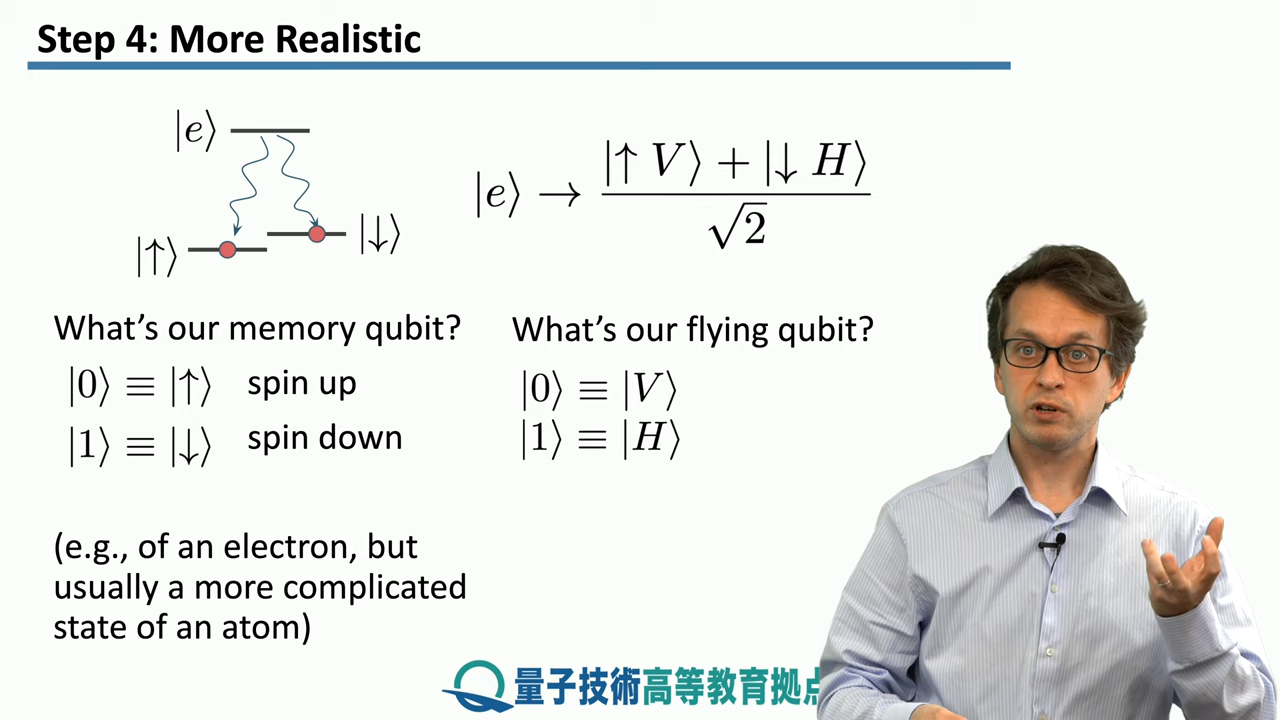 Step 4: More Realistic
|e⟩
|↑⟩
|↓⟩
|e⟩ → (|↑ V⟩ + |↓ H⟩) / √2
What's our memory qubit?
|0⟩ ≡ |↑⟩ spin up
|1⟩ ≡ |↓⟩ spin down
(e.g., of an electron, but
usually a more complicated
state of an atom)
What's our flying qubit?
|0⟩ ≡ |V⟩
|1⟩ ≡ |H⟩
量子技術高等教育拠点